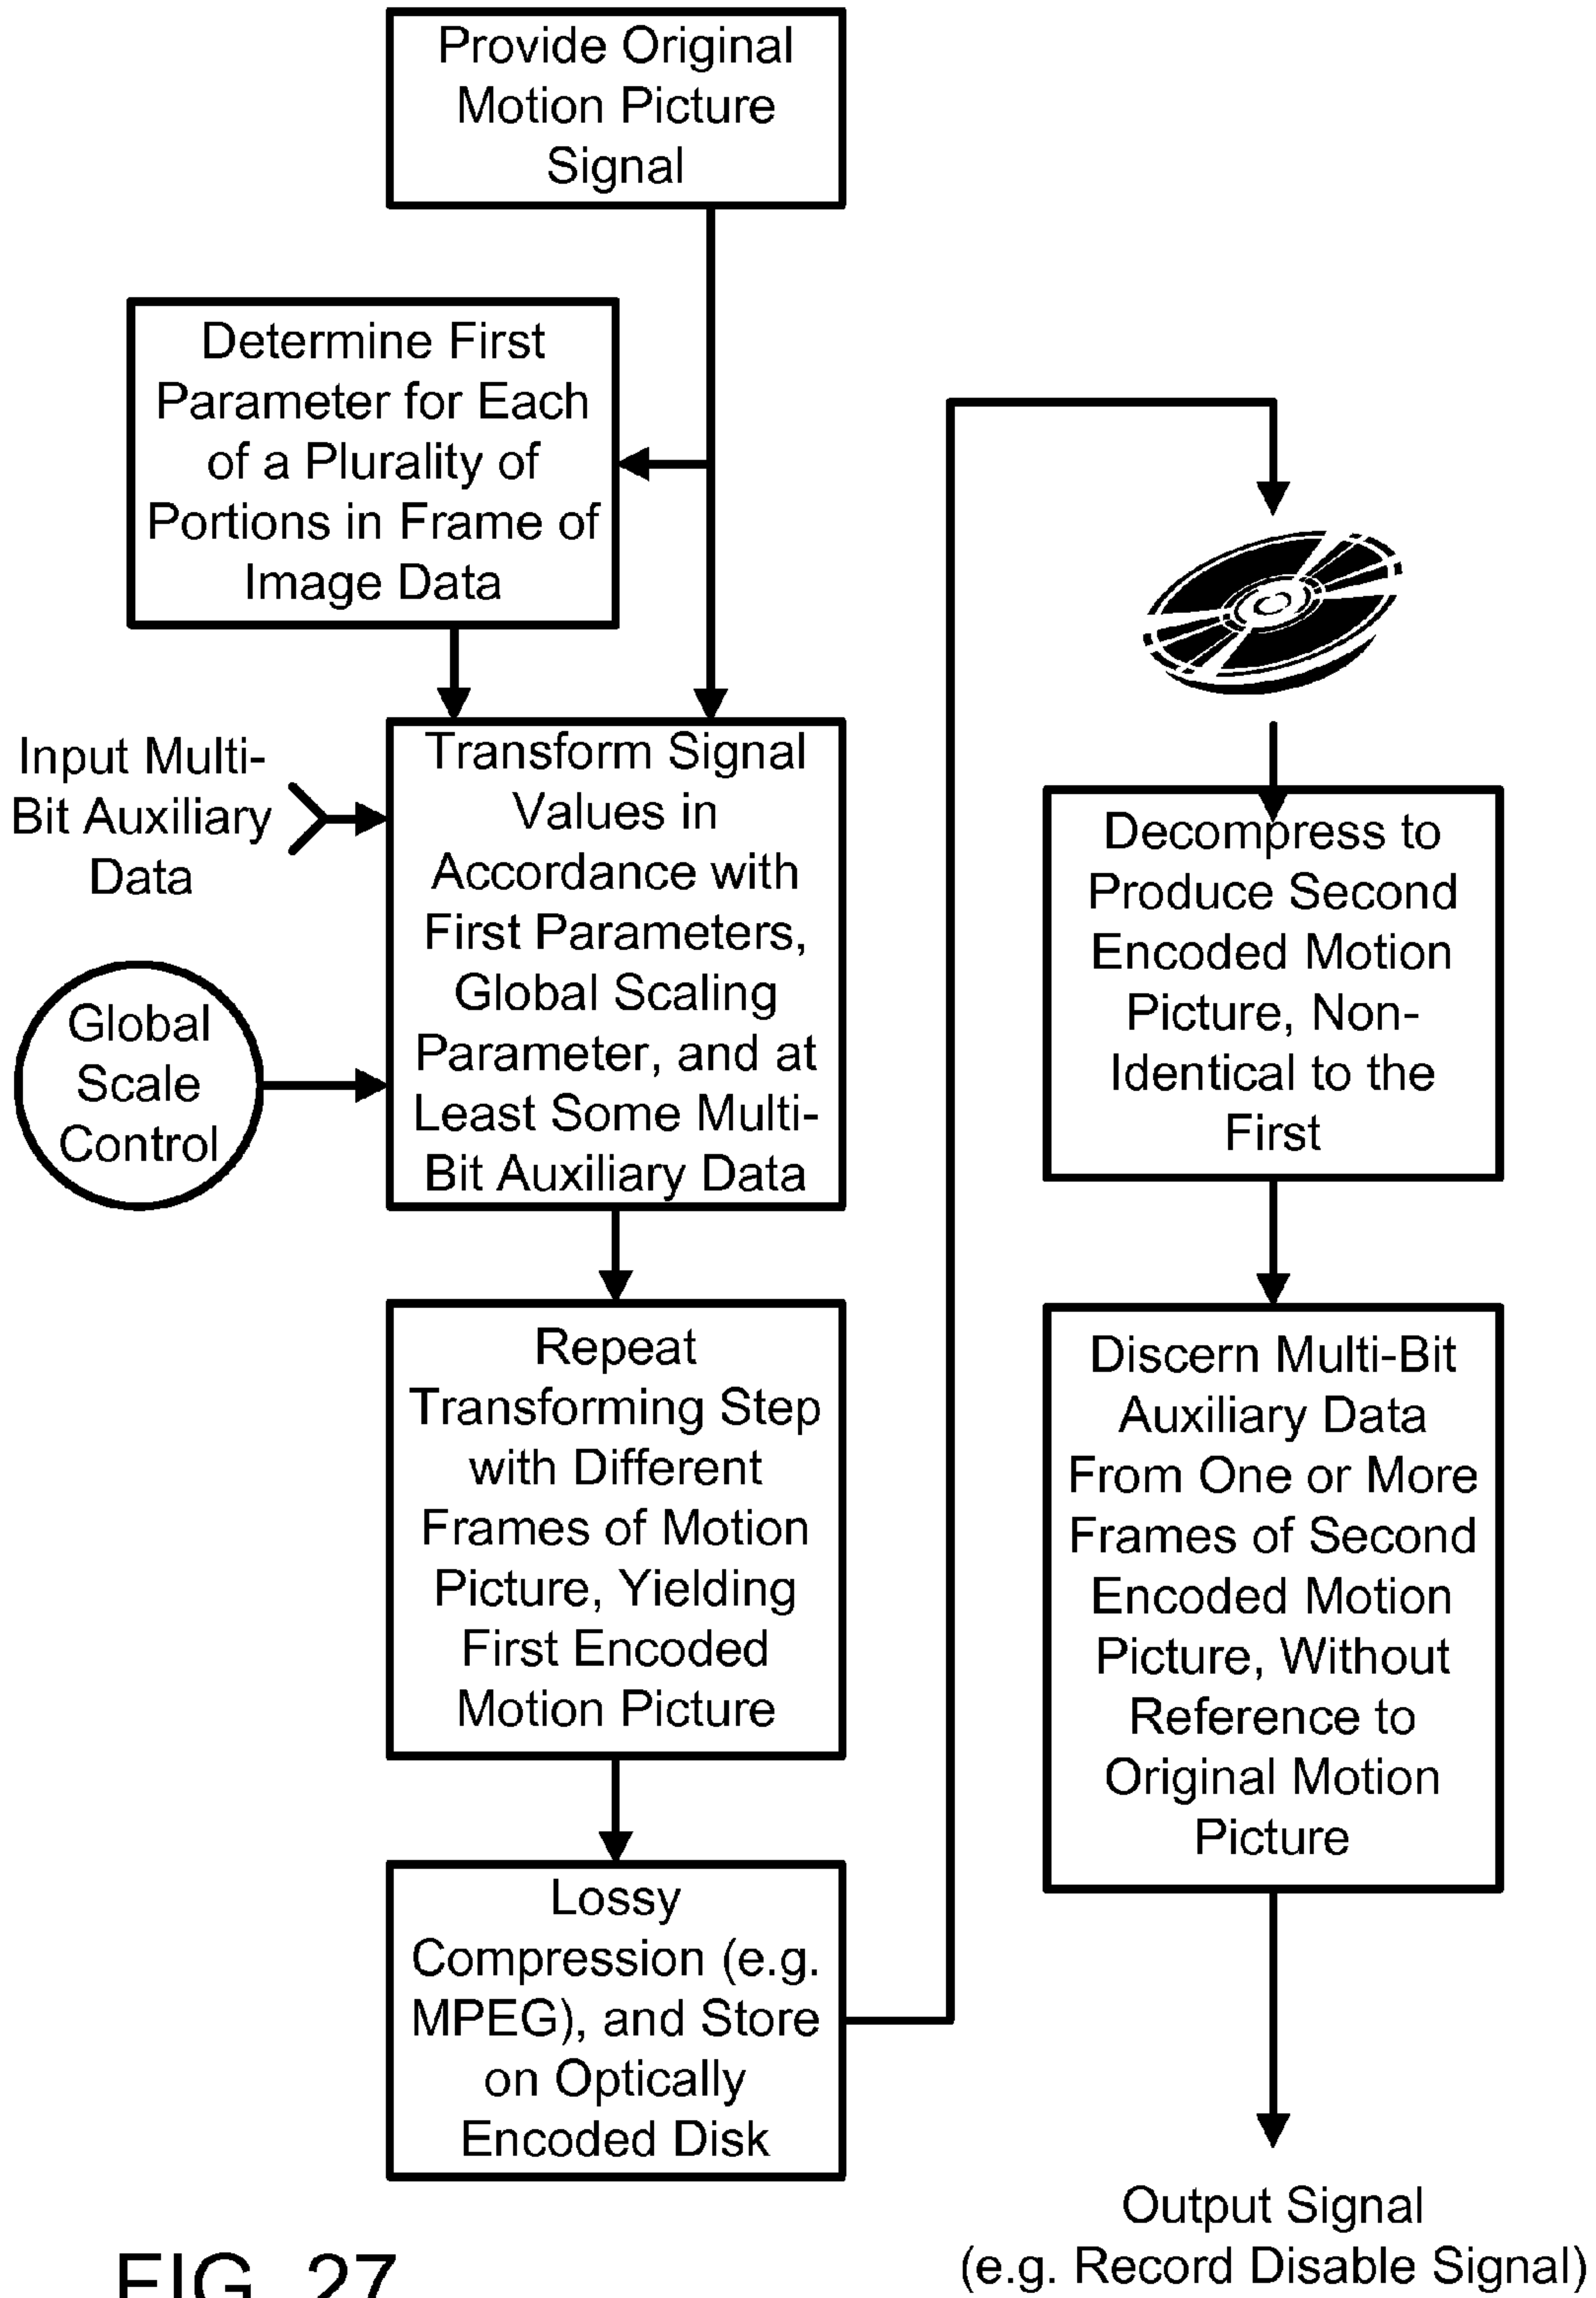 Provide Original
Motion Picture
Signal
Determine First
Parameter for Each
of a Plurality of
Portions in Frame of
Image Data
Input Multi-
Bit Auxiliary
Data
Global
Scale
Control
Transform Signal
Values in
Accordance with
First Parameters,
Global Scaling
Parameter, and at
Least Some Multi-
Bit Auxiliary Data
Repeat
Transforming Step
with Different
Frames of Motion
Picture, Yielding
First Encoded
Motion Picture
Lossy
Compression (e.g.
MPEG), and Store
on Optically
Encoded Disk
Decompress to
Produce Second
Encoded Motion
Picture, Non-
Identical to the
First
Discern Multi-Bit
Auxiliary Data
From One or More
Frames of Second
Encoded Motion
Picture, Without
Reference to
Original Motion
Picture
Output Signal
(e.g. Record Disable Signal)
FIG. 27